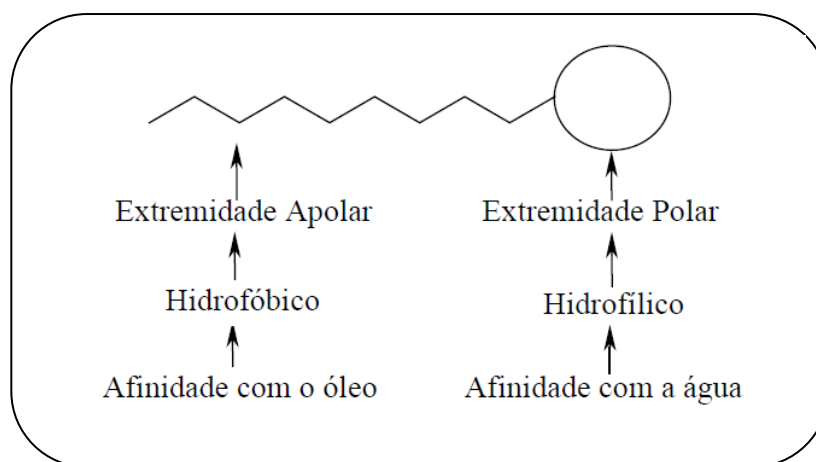 Extremidade Apolar Extremidade Polar
Hidrofóbico Hidrofílico
Afinidade com o óleo Afinidade com a água